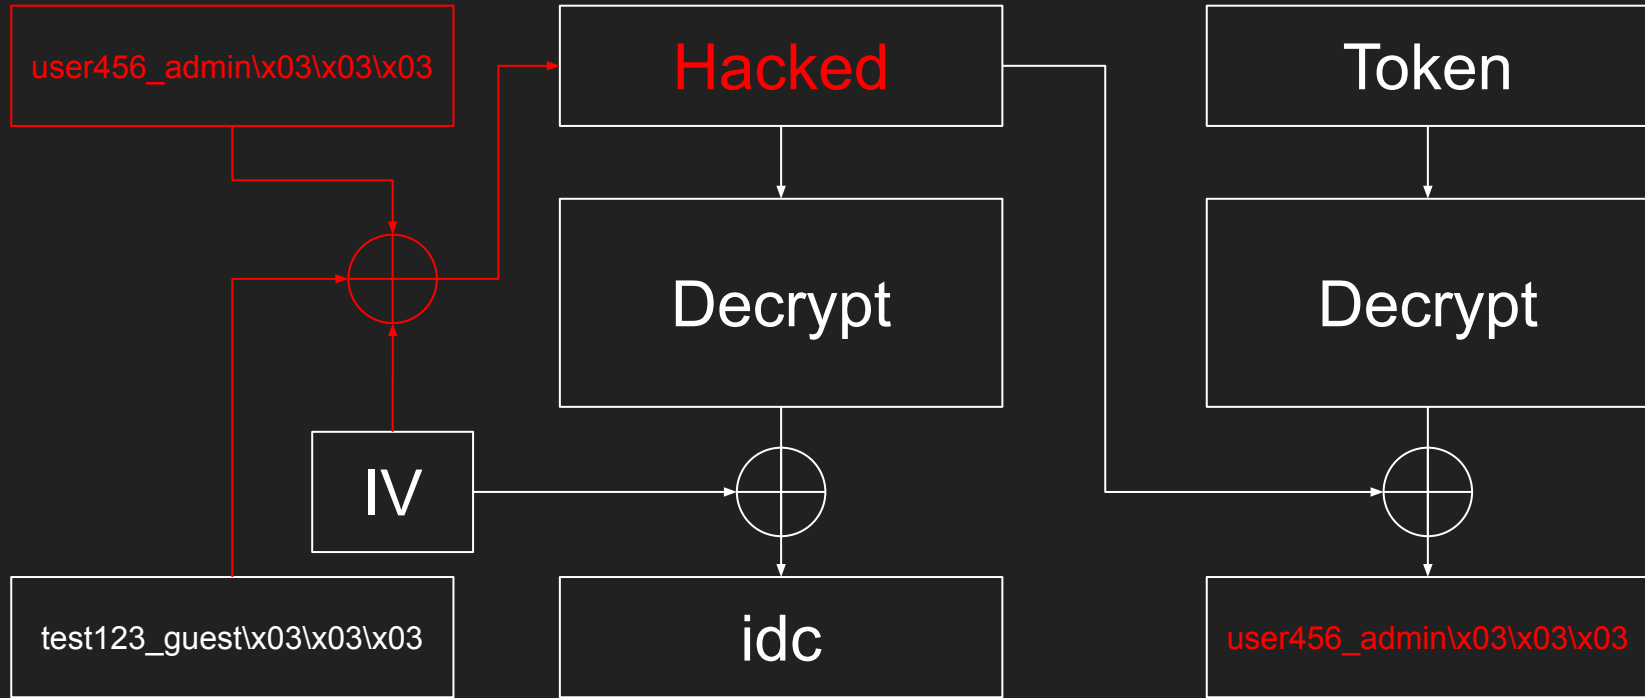 user456_admin\x03\x03\x03
Hacked
Token
Decrypt
Decrypt
IV
test123_guest\x03\x03\x03
idc
user456_admin\x03\x03\x03